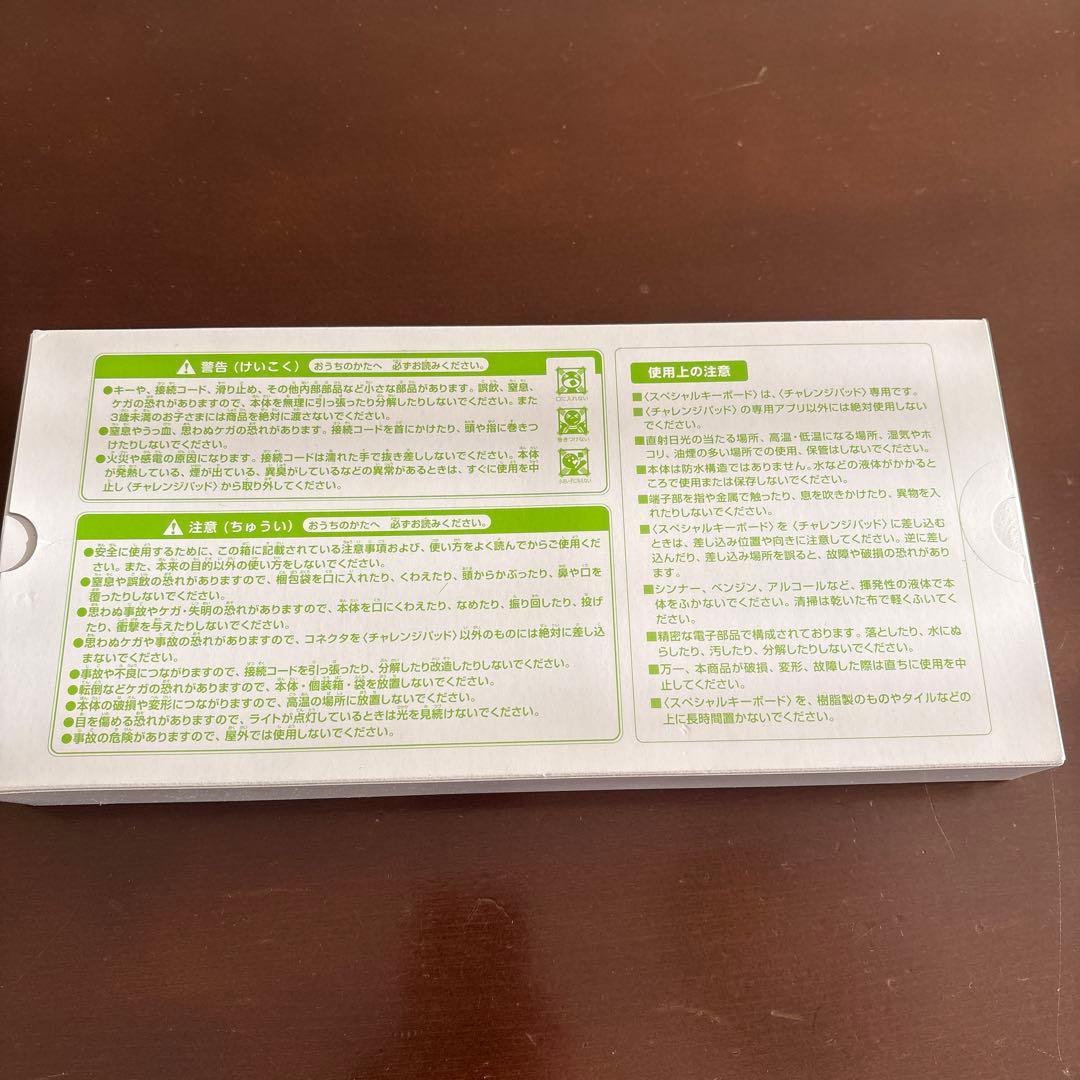 警告（けいこく） おうちのかたへ 必ずお読みください。
●キーや、接続コード、滑り止め、その他内部部品など小さな部品があります。誤飲、窒息、
ケガの恐れがありますので、本体を無理に引っ張ったり分解したりしないでください。また
3歳未満のお子さまには商品を絶対に渡さないでください。
●窒息やうっ血、思わぬケガの恐れがあります。接続コードを首にかけたり、頭や指に巻きつ
けたりしないでください。
●火災や感電の原因になります。接続コードは濡れた手で抜き差ししないでください。本体
が発熱している、煙が出ている、異臭がしているなどの異常があるときは、すぐに使用を中
止し〈チャレンジパッド〉から取り外してください。
口に入れない
巻きつけない
注意（ちゅうい） おうちのかたへ 必ずお読みください。
●安全に使用するために、この箱に記載されている注意事項および、使い方をよく読んでからご使用くだ
さい。また、本来の目的以外の使い方をしないでください。
●窒息や誤飲の恐れがありますので、梱包袋を口に入れたり、くわえたり、頭からかぶったり、鼻や口を
覆ったりしないでください。
●思わぬ事故やケガ・失明の恐れがありますので、本体を口にくわえたり、なめたり、振り回したり、投げ
たり、衝撃を与えたりしないでください。
●思わぬケガや事故の恐れがありますので、コネクタを〈チャレンジパッド〉以外のものには絶対に差し込
まないでください。
●事故や不良につながりますので、接続コードを引っ張ったり、分解したり改造したりしないでください。
●転倒などケガの恐れがありますので、本体・個装箱・袋を放置しないでください。
●本体の破損や変形につながりますので、高温の場所に放置しないでください。
●目を傷める恐れがありますので、ライトが点灯しているときは光を見続けないでください。
●事故の危険がありますので、屋外では使用しないでください。
使用上の注意
■〈スペシャルキーボード〉は、〈チャレンジパッド〉専用です。
■〈チャレンジパッド〉の専用アプリ以外には絶対使用しない
でください。
■直射日光の当たる場所、高温・低温になる場所、湿気やホ
コリ、油煙の多い場所での使用、保管はしないでください。
■本体は防水構造ではありません。水などの液体がかかると
ころで使用または保存しないでください。
■端子部を指や金属で触ったり、息を吹きかけたり、異物を入
れたりしないでください。
■〈スペシャルキーボード〉を〈チャレンジパッド〉に差し込む
ときは、差し込み位置や向きに注意してください。逆に差し
込んだり、差し込み場所を誤ると、故障や破損の恐れがあり
ます。
■シンナー、ベンジン、アルコールなど、揮発性の液体で本
体をふかないでください。清掃は乾いた布で軽くふいてく
ださい。
■精密な電子部品で構成されております。落としたり、水にぬ
らしたり、汚したり、分解したりしないでください。
■万一、本商品が破損、変形、故障した際は直ちに使用を中
止してください。
■〈スペシャルキーボード〉を、樹脂製のものやタイルなどの
上に長時間置かないでください。